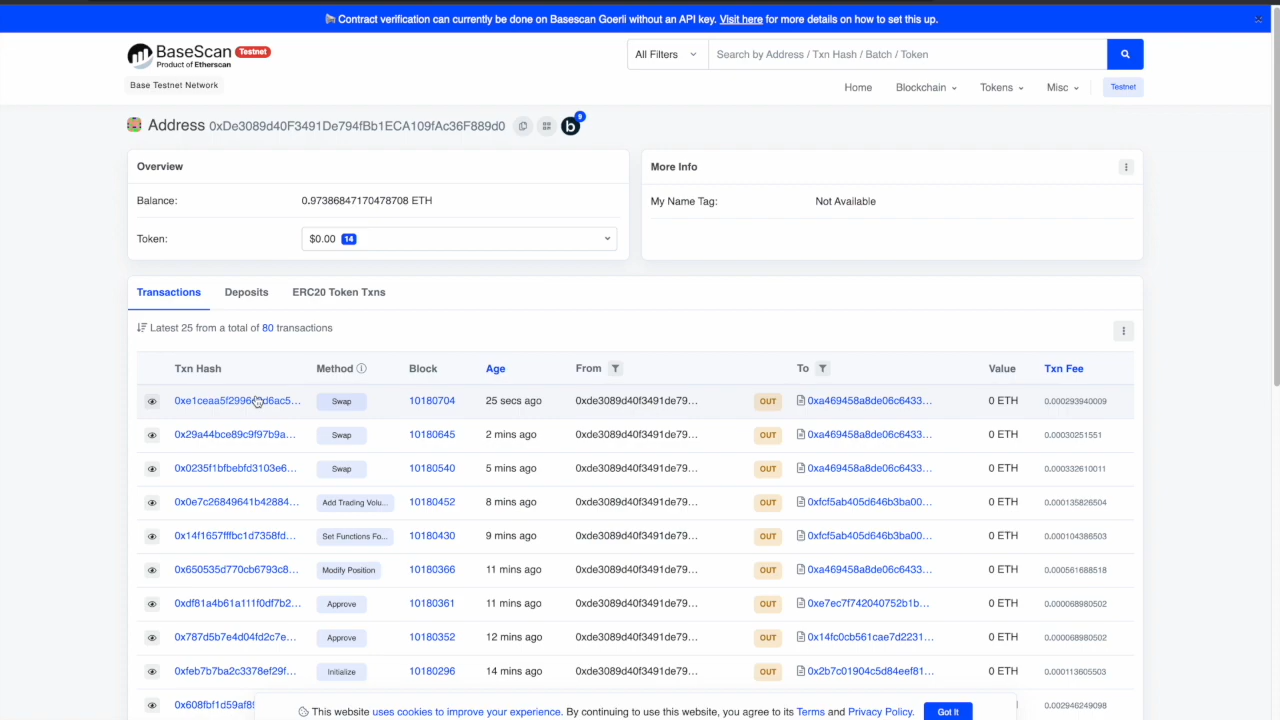 Contract verification can currently be done on Basescan Goerli without an API key. Visit here for more details on how to set this up.
BaseScan Testnet
Product of Etherscan
All Filters Search by Address / Txn Hash / Batch / Token
Base Testnet Network
Home Blockchain Tokens Misc Testnet
Address 0xDe3089d40F3491De794fBb1ECA109fAc36F889d0
b 9
Overview
Balance: 0.97386847170478708 ETH
Token: $0.00 14
More Info
My Name Tag: Not Available
Transactions Deposits ERC20 Token Txns
Latest 25 from a total of 80 transactions
Txn Hash Method Block Age From To Value Txn Fee
Swap 10180704 25 secs ago 0xde3089d40f3491de79... OUT 0xa469458a8de06c6433... 0 ETH 0.000293940009
0x29a44bce89c9f97b9a... Swap 10180645 2 mins ago 0xde3089d40f3491de79... OUT 0xa469458a8de06c6433... 0 ETH 0.00030251551
0x0235f1bfbebfd3103e6... Swap 10180540 5 mins ago 0xde3089d40f3491de79... OUT 0xa469458a8de06c6433... 0 ETH 0.000332610011
0x0e7c26849641b42884... Add Trading Volu... 10180452 8 mins ago 0xde3089d40f3491de79... OUT 0xfcf5ab405d646b3ba00... 0 ETH 0.000135826504
0x14f1657fffbc1d7358fd... Set Functions Fo... 10180430 9 mins ago 0xde3089d40f3491de79... OUT 0xfcf5ab405d646b3ba00... 0 ETH 0.000104386503
0x650535d770cb6793c8... Modify Position 10180366 11 mins ago 0xde3089d40f3491de79... OUT 0xa469458a8de06c6433... 0 ETH 0.000561688518
0xdf81a4b61a111f0df7b2... Approve 10180361 11 mins ago 0xde3089d40f3491de79... OUT 0xe7ec7f742040752b1b... 0 ETH 0.000068980502
0x787d5b7e4d04fd2c7e... Approve 10180352 12 mins ago 0xde3089d40f3491de79... OUT 0x14fc0cb561cae7d2231... 0 ETH 0.000068980502
0xfeb7b7ba2c3378ef29f... Initialize 10180296 14 mins ago 0xde3089d40f3491de79... OUT 0x2b7c01904c5d84eef81... 0 ETH 0.000113605503
0.002946249098
This website uses cookies to improve your experience. By continuing to use this website, you agree to its Terms and Privacy Policy. Got It